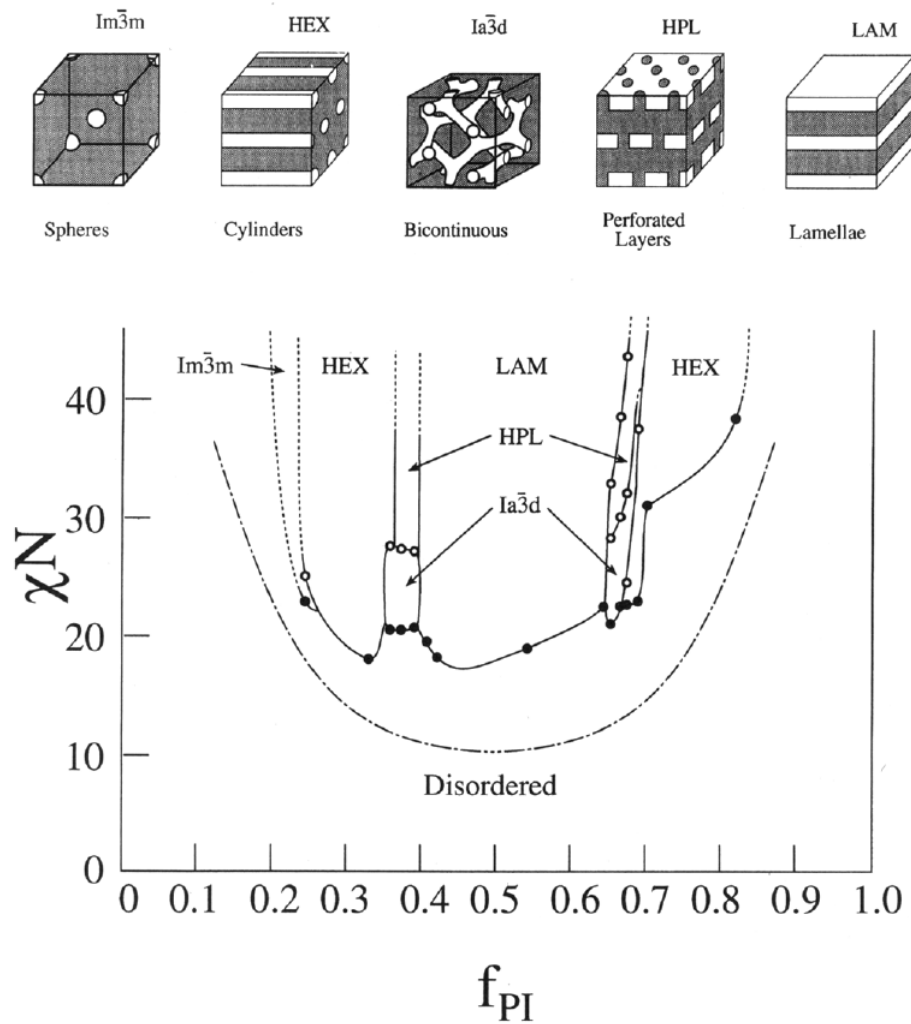 Im3̄m HEX Ia3̄d HPL LAM
Spheres Cylinders Bicontinuous Perforated Layers Lamellae
Im3̄m HEX LAM HEX
40
HPL
30
Ia3̄d
χN
20
10
Disordered
0
0 0.1 0.2 0.3 0.4 0.5 0.6 0.7 0.8 0.9 1.0
f_PI